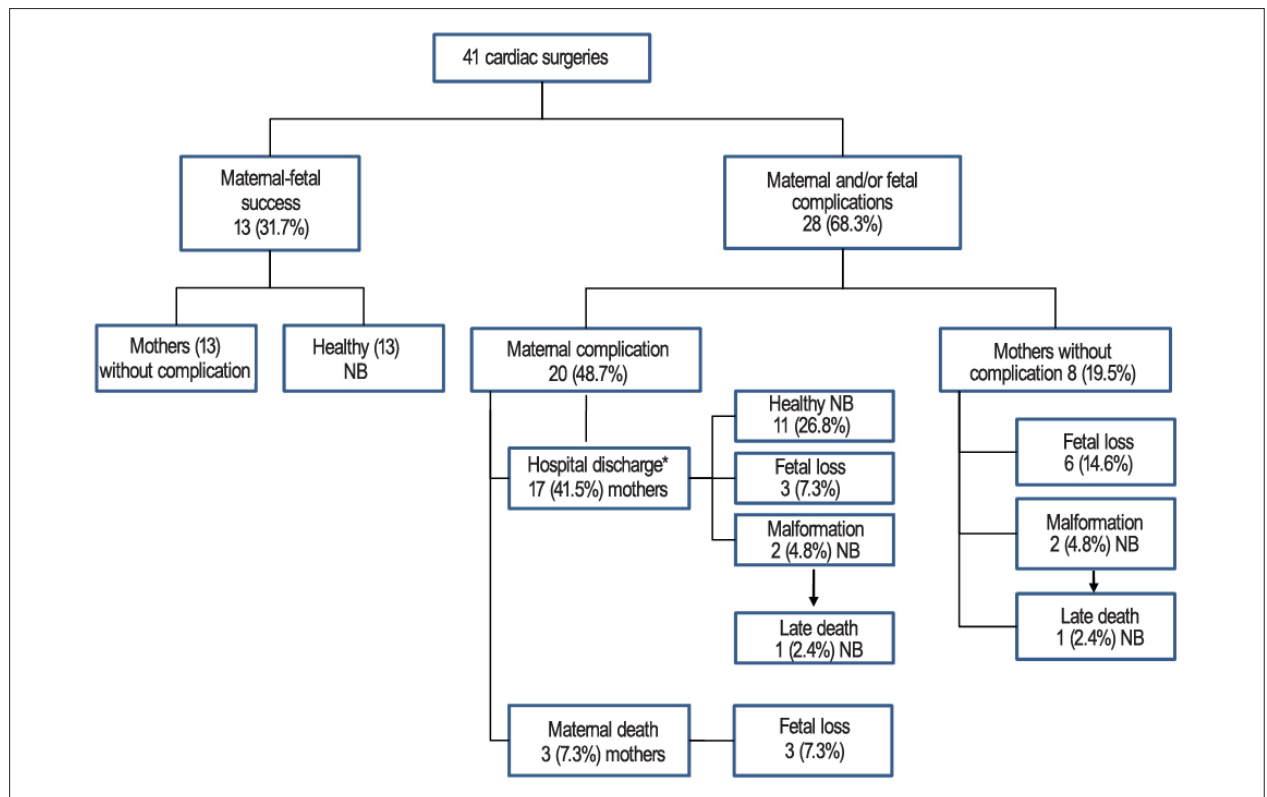 41 cardiac surgeries
Maternal-fetal
success
13 (31.7%)
Maternal and/or fetal
complications
28 (68.3%)
Mothers (13)
without complication
Healthy (13)
NB
Maternal complication
20 (48.7%)
Mothers without
complication 8 (19.5%)
Hospital discharge*
17 (41.5%) mothers
Healthy NB
11 (26.8%)
Fetal loss
3 (7.3%)
Malformation
2 (4.8%) NB
Late death
1 (2.4%) NB
Fetal loss
6 (14.6%)
Malformation
2 (4.8%) NB
Late death
1 (2.4%) NB
Maternal death
3 (7.3%) mothers
Fetal loss
3 (7.3%)